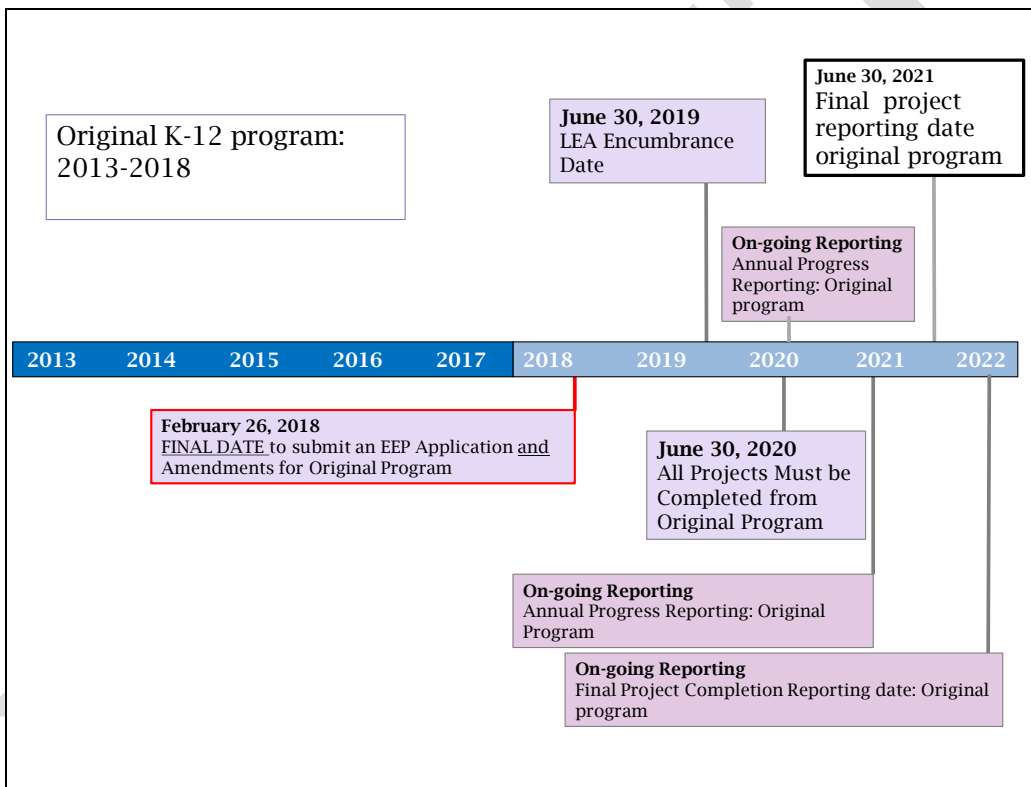 Original K-12 program:
2013-2018
June 30, 2019
LEA Encumbrance
Date
June 30, 2021
Final project
reporting date
original program
On-going Reporting
Annual Progress
Reporting: Original
program
2013 2014 2015 2016 2017 2018 2019 2020 2021 2022
February 26, 2018
FINAL DATE to submit an EEP Application and
Amendments for Original Program
June 30, 2020
All Projects Must be
Completed from
Original Program
On-going Reporting
Annual Progress Reporting: Original
Program
On-going Reporting
Final Project Completion Reporting date: Original
program